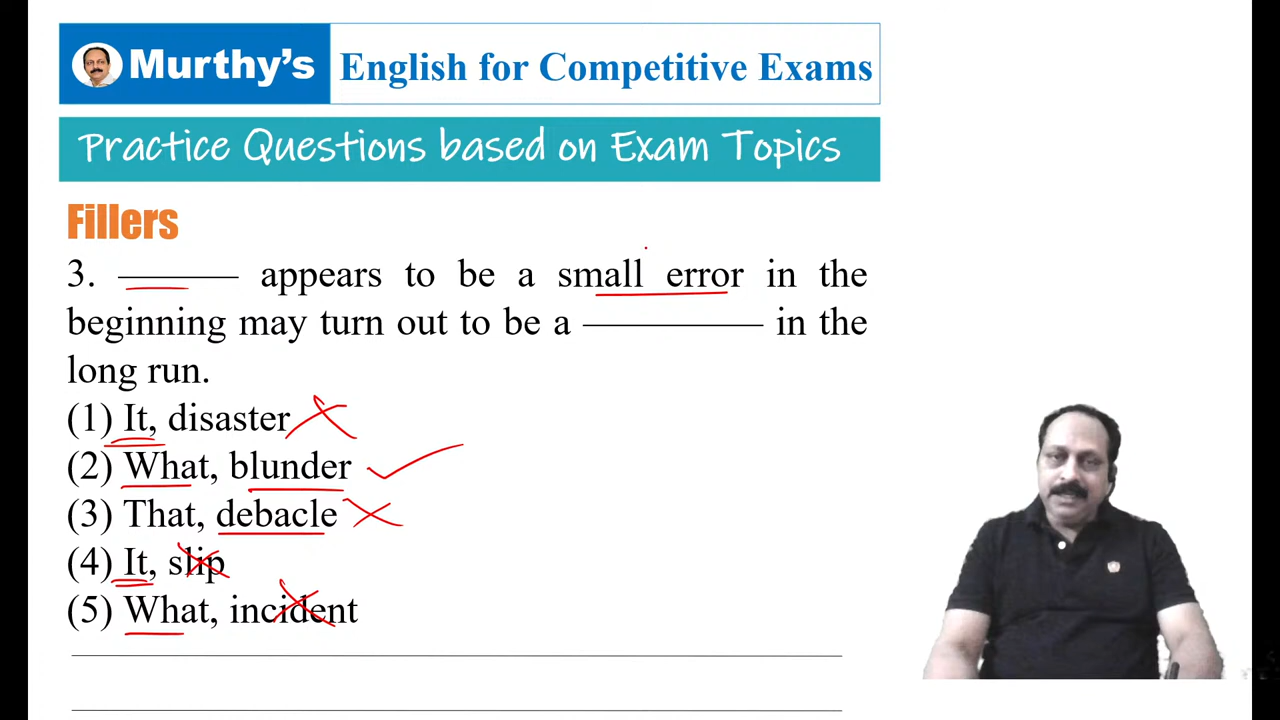 Murthy's English for Competitive Exams
Practice Questions based on Exam Topics
Fillers
3. ______ appears to be a small error in the
beginning may turn out to be a _________ in the
long run.
(1) It, disaster
(2) What, blunder
(3) That, debacle
(4) It, slip
(5) What, incident